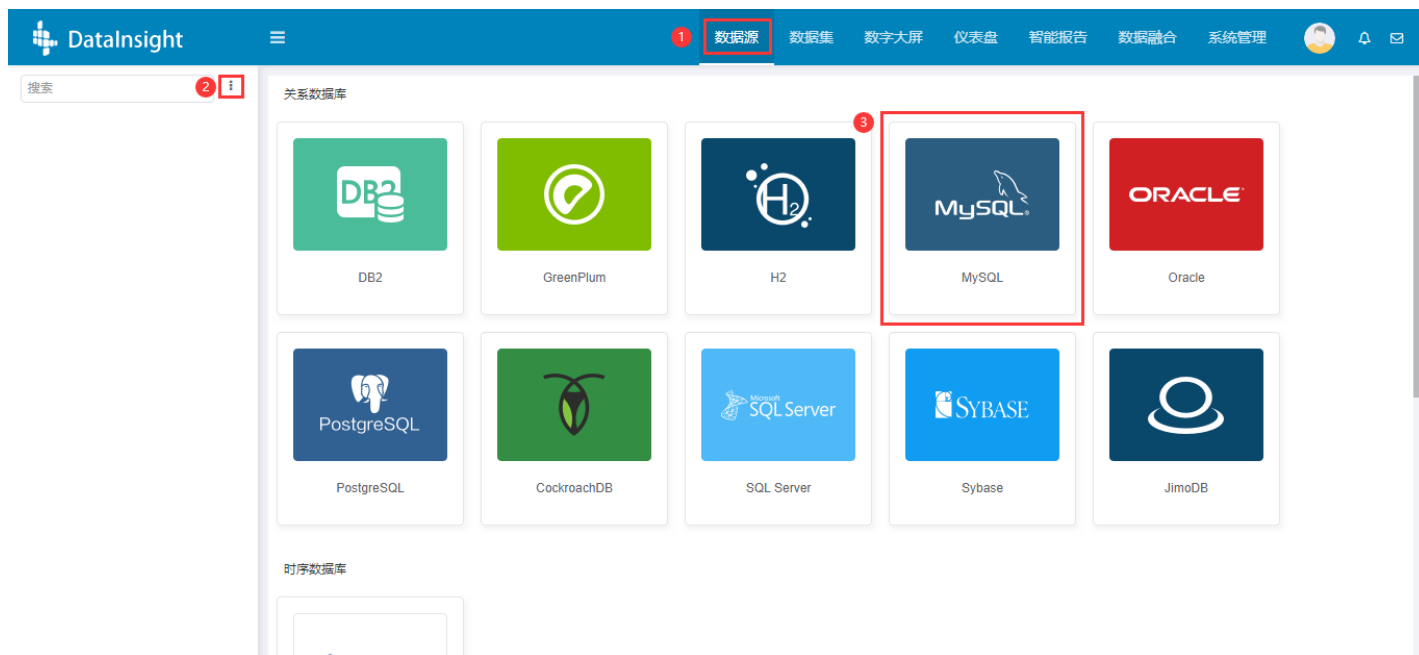 DataInsight
1 数据源 数据集 数字大屏 仪表盘 智能报告 数据融合 系统管理
搜索 2
关系数据库
3
DB2
H2
MySQL
ORACLE
DB2 GreenPlum H2 MySQL Oracle
PostgreSQL
Microsoft
SQL Server
SYBASE
PostgreSQL CockroachDB SQL Server Sybase JimoDB
时序数据库